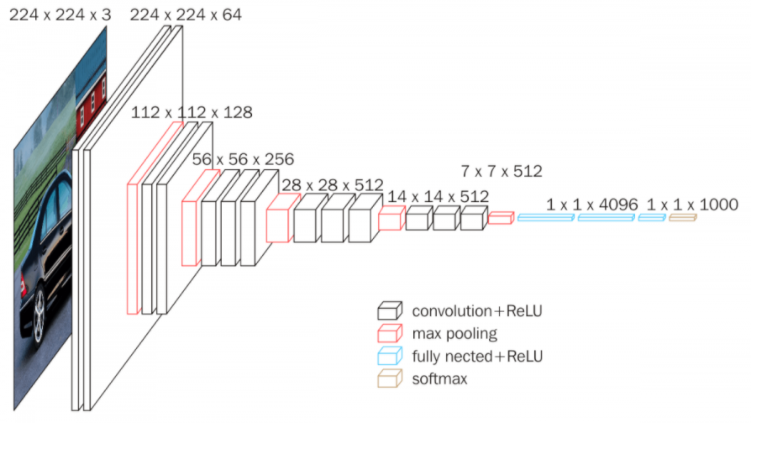 224 x 224 x 3
224 x 224 x 64
112 x 112 x 128
56 x 56 x 256
28 x 28 x 512
14 x 14 x 512
7 x 7 x 512
1 x 1 x 4096
1 x 1 x 1000
convolution+ReLU
max pooling
fully nected+ReLU
softmax